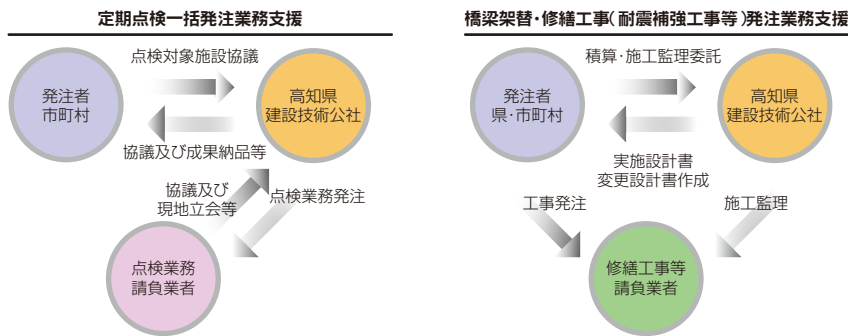 定期点検一括発注業務支援
点検対象施設協議
発注者
市町村
高知県
建設技術公社
協議及び成果納品等
協議及び
現地立会等
点検業務発注
点検業務
請負業者
橋梁架替・修繕工事(耐震補強工事等)発注業務支援
積算・施工監理委託
発注者
県・市町村
高知県
建設技術公社
実施設計書
変更設計書作成
工事発注
施工監理
修繕工事等
請負業者